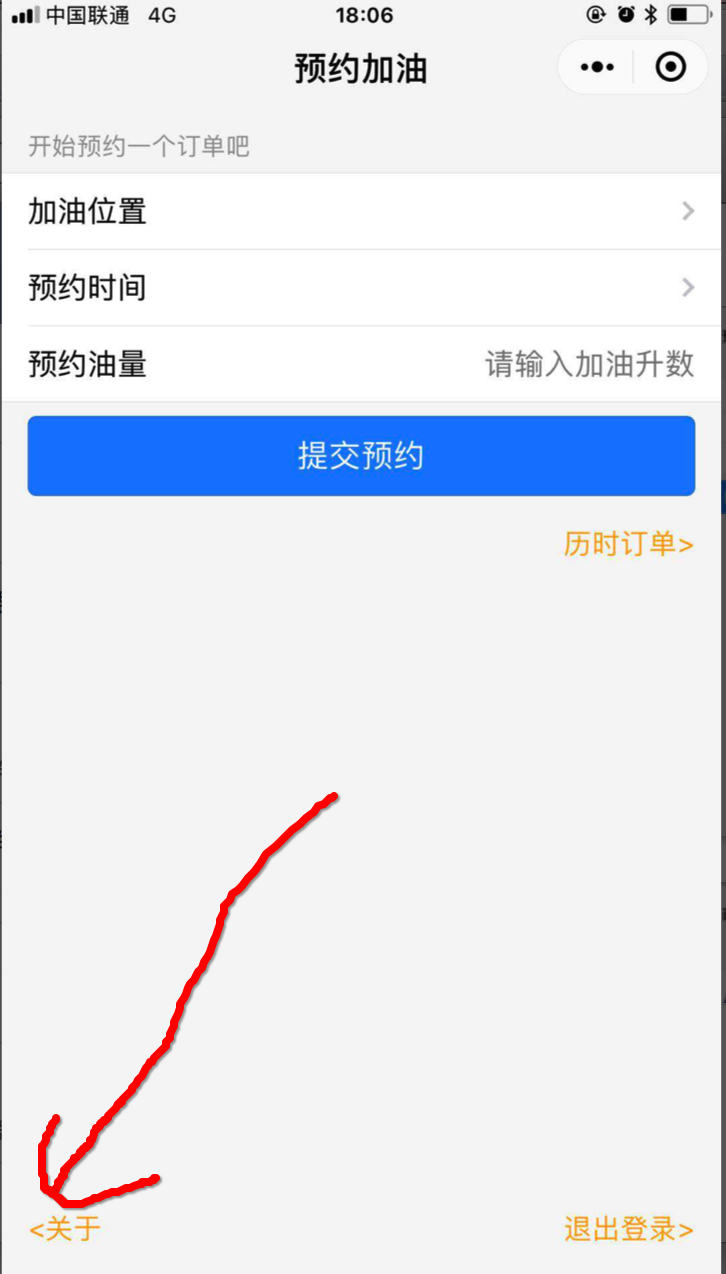 中国联通 4G 18:06
预约加油
开始预约一个订单吧
加油位置
预约时间
预约油量 请输入加油升数
提交预约
历时订单>
<关于 退出登录>